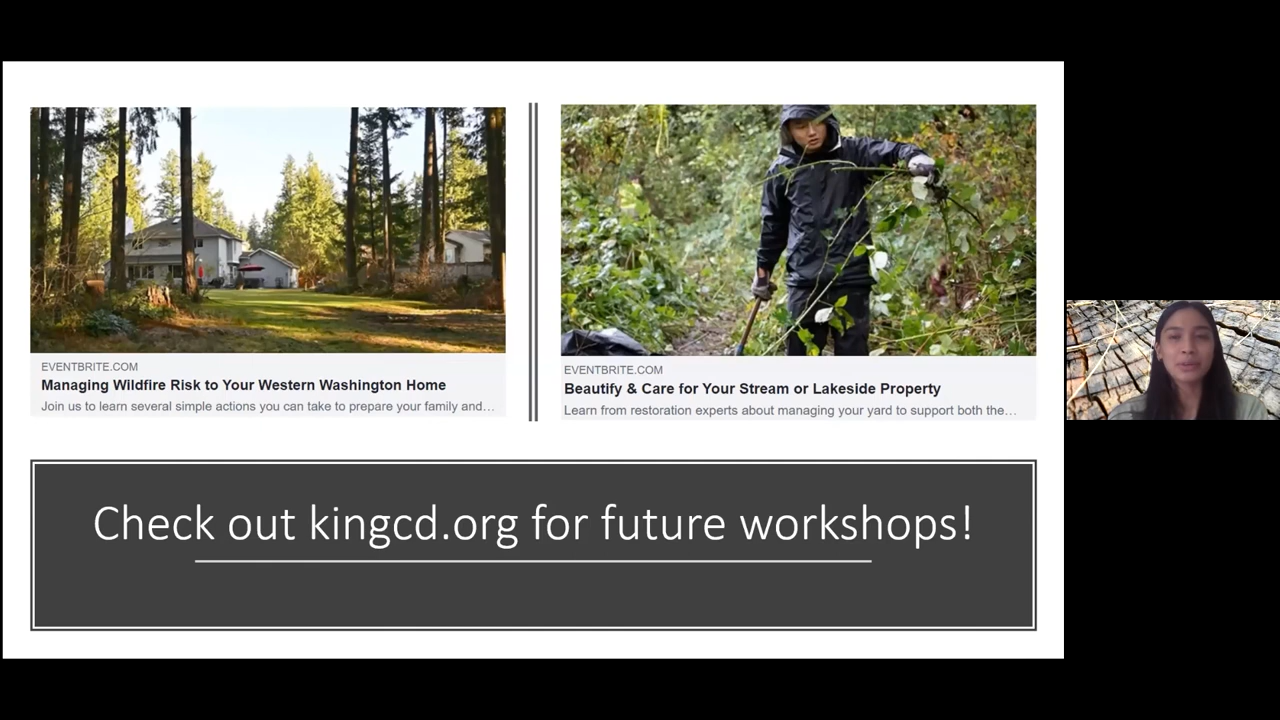 EVENTBRITE.COM
Managing Wildfire Risk to Your Western Washington Home
Join us to learn several simple actions you can take to prepare your family and...
EVENTBRITE.COM
Beautify & Care for Your Stream or Lakeside Property
Learn from restoration experts about managing your yard to support both the...
Check out kingcd.org for future workshops!